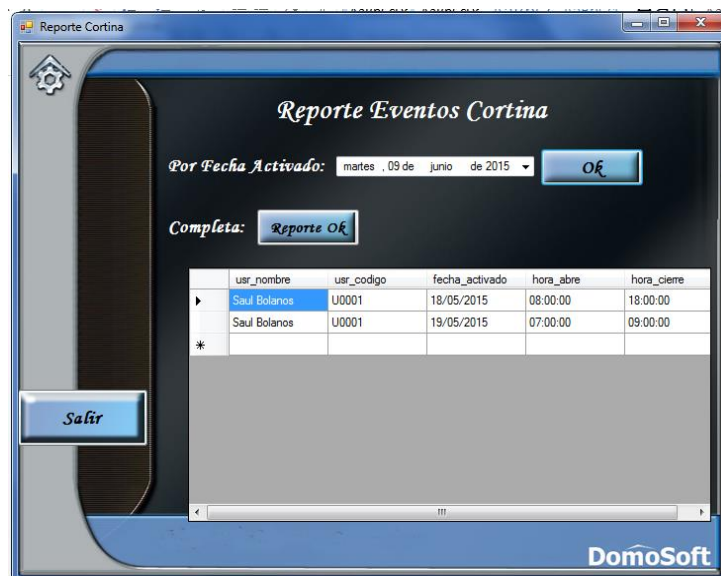 Reporte Cortina
Reporte Eventos Cortina
Por Fecha Activado: martes , 09 de junio de 2015 Ok
Completa: Reporte Ok
usr_nombre usr_codigo fecha_activado hora_abre hora_cierre
Saul Bolanos U0001 18/05/2015 08:00:00 18:00:00
Saul Bolanos U0001 19/05/2015 07:00:00 09:00:00
Salir
DomoSoft